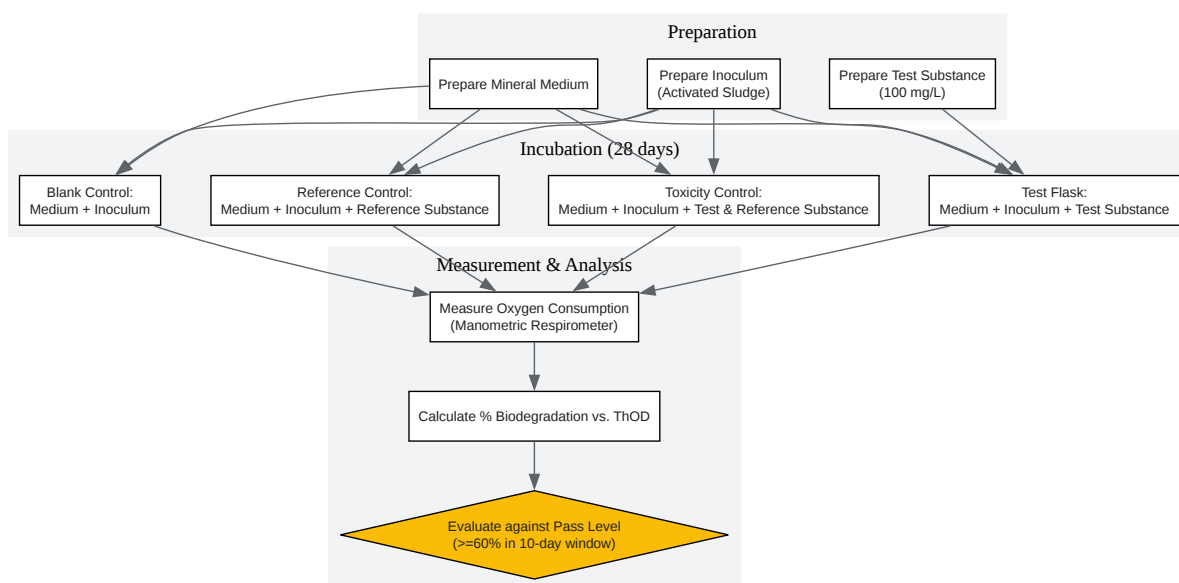 Preparation
Prepare Mineral Medium
Prepare Inoculum
(Activated Sludge)
Prepare Test Substance
(100 mg/L)
Incubation (28 days)
Blank Control:
Medium + Inoculum
Reference Control:
Medium + Inoculum + Reference Substance
Toxicity Control:
Medium + Inoculum + Test & Reference Substance
Test Flask:
Medium + Inoculum + Test Substance
Measurement & Analysis
Measure Oxygen Consumption
(Manometric Respirometer)
Calculate % Biodegradation vs. ThOD
Evaluate against Pass Level
(>=60% in 10-day window)